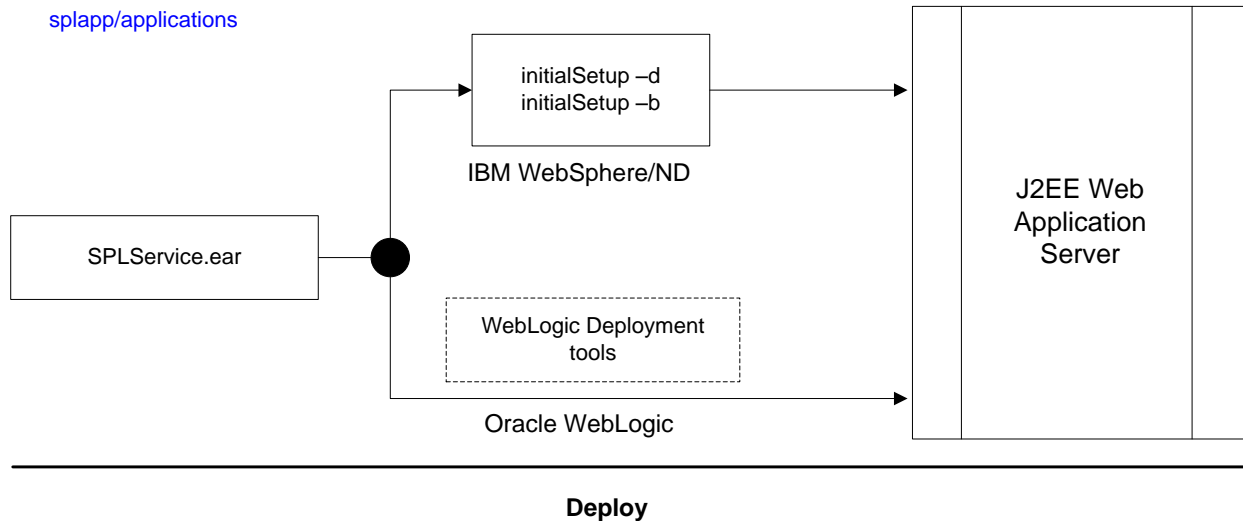 splapp/applications
initialSetup –d
initialSetup –b
IBM WebSphere/ND
SPLService.ear
J2EE Web
Application
Server
WebLogic Deployment
tools
Oracle WebLogic
Deploy